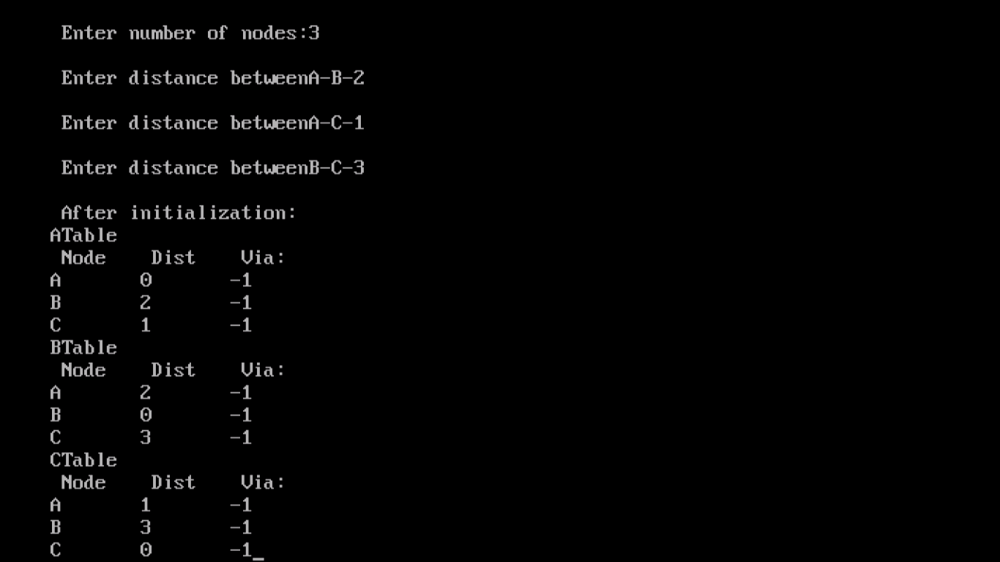 Enter number of nodes:3
Enter distance betweenA-B-2
Enter distance betweenA-C-1
Enter distance betweenB-C-3
After initialization:
ATable
Node Dist Via:
A 0 -1
B 2 -1
C 1 -1
BTable
Node Dist Via:
A 2 -1
B 0 -1
C 3 -1
CTable
Node Dist Via:
A 1 -1
B 3 -1
C 0 -1_